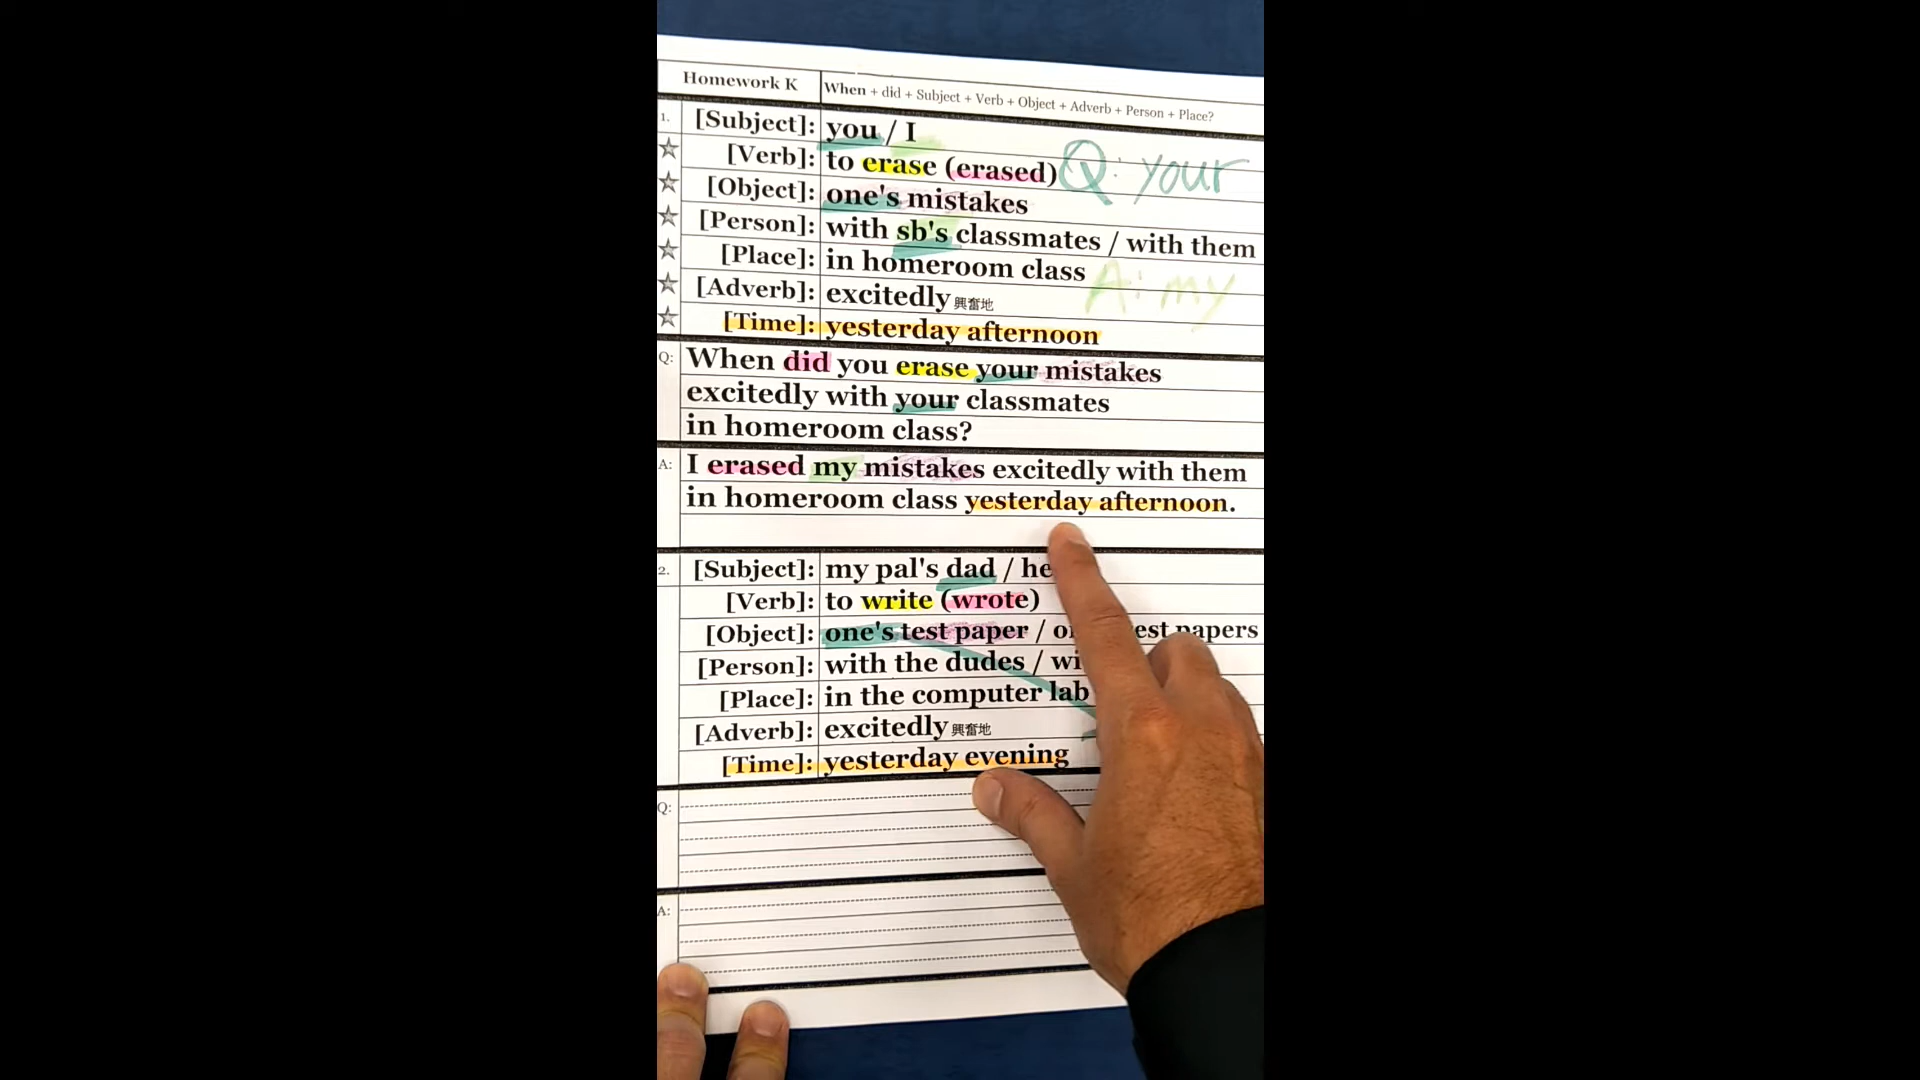 Homework K
When + did + Subject + Verb + Object + Adverb + Person + Place?
1. [Subject]: you / I
[Verb]: to erase (erased) Q: your
[Object]: one's mistakes
[Person]: with sb's classmates / with them
[Place]: in homeroom class A: my
[Adverb]: excitedly 興奮地
[Time]: yesterday afternoon
Q: When did you erase your mistakes
excitedly with your classmates
in homeroom class?
A: I erased my mistakes excitedly with them
in homeroom class yesterday afternoon.
2. [Subject]: my pal's dad / he
[Verb]: to write (wrote)
[Object]: one's test paper / papers
[Person]: with the dudes /
[Place]: in the computer lab
[Adverb]: excitedly 興奮地
[Time]: yesterday evening
Q:
A: